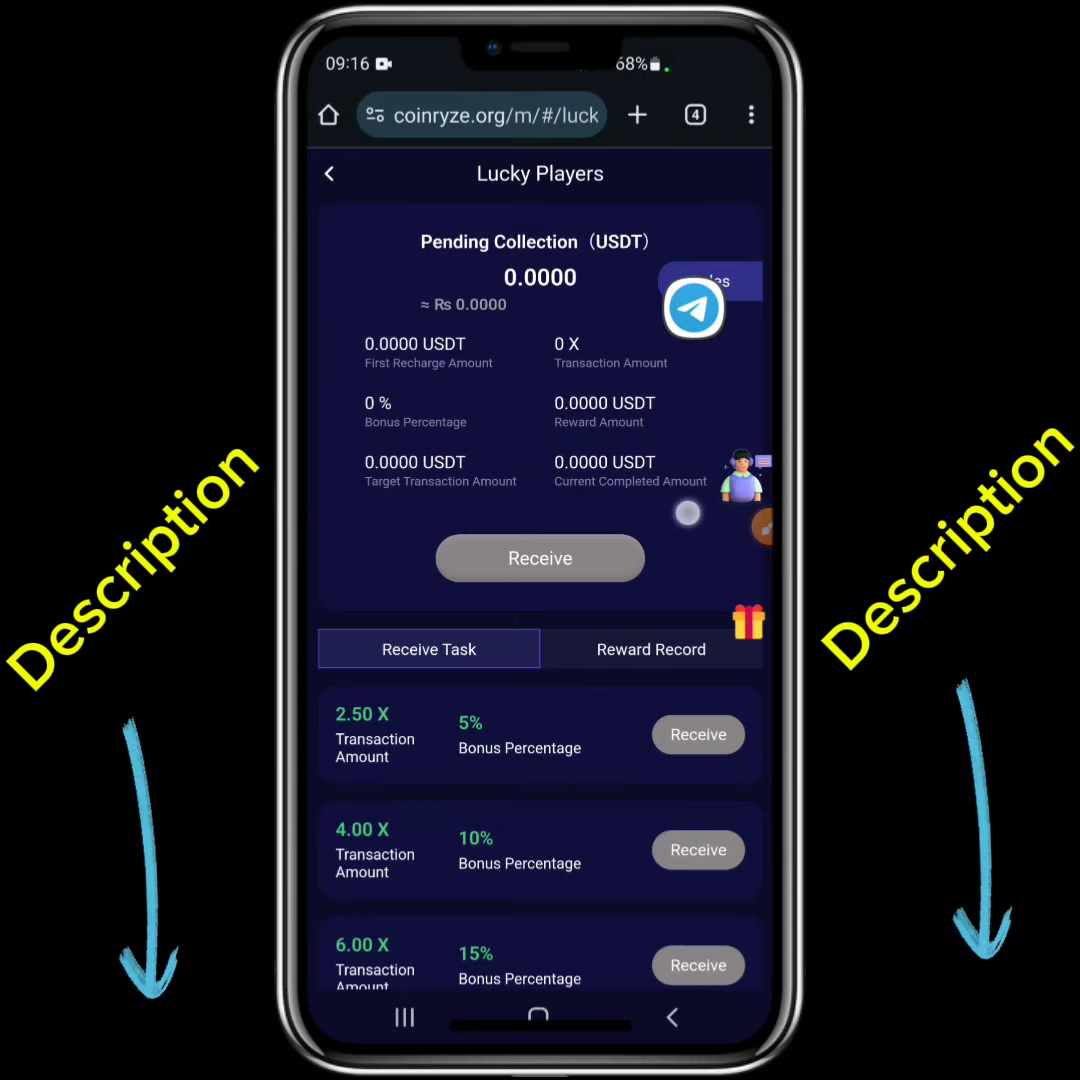 09:16
68%
coinryze.org/m/#/luck
4
Lucky Players
Pending Collection（USDT）
0.0000
≈ Rs 0.0000
0.0000 USDT
First Recharge Amount
0 X
Transaction Amount
0 %
Bonus Percentage
0.0000 USDT
Reward Amount
0.0000 USDT
Target Transaction Amount
0.0000 USDT
Current Completed Amount
Receive
Receive Task
Reward Record
2.50 X
Transaction
Amount
5%
Bonus Percentage
Receive
4.00 X
Transaction
Amount
10%
Bonus Percentage
Receive
6.00 X
Transaction
Amount
15%
Bonus Percentage
Receive
Description
Description